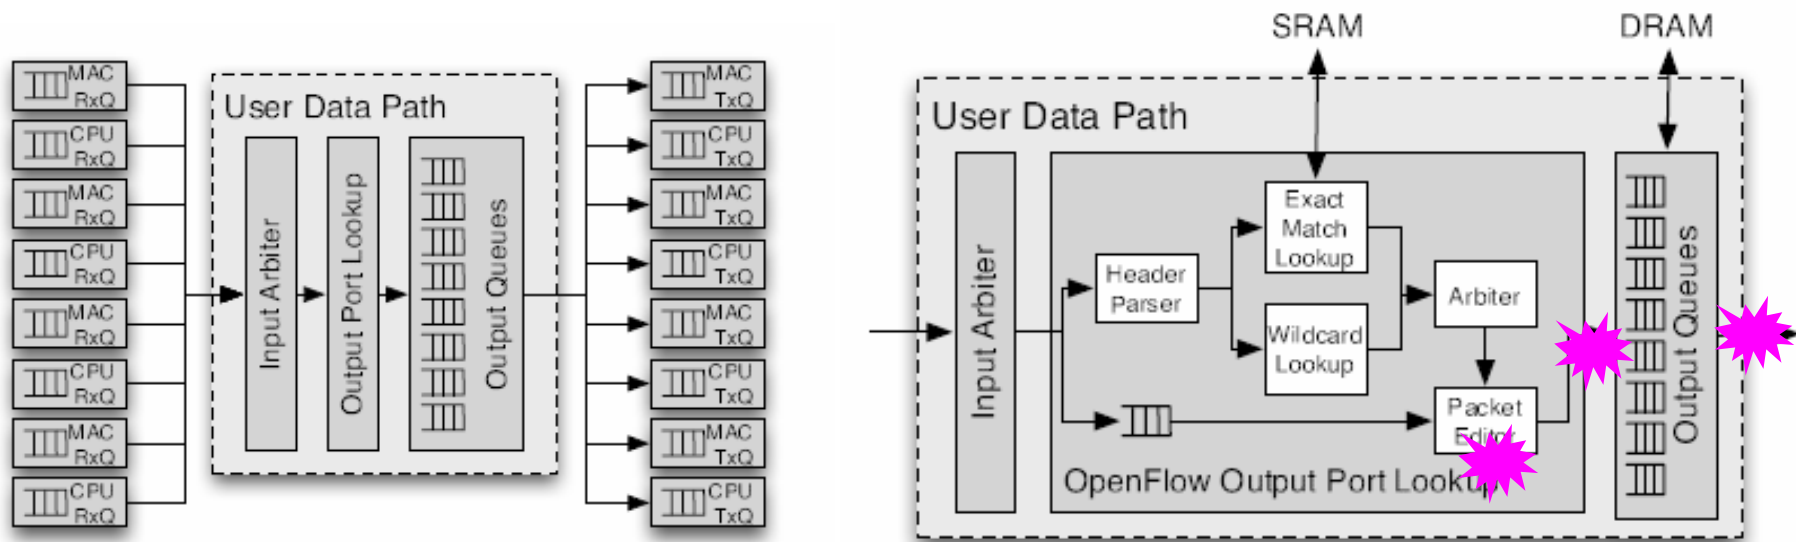 MAC
RxQ
CPU
RxQ
MAC
RxQ
CPU
RxQ
MAC
RxQ
CPU
RxQ
MAC
RxQ
CPU
RxQ
User Data Path
Input Arbiter
Output Port Lookup
Output Queues
MAC
TxQ
CPU
TxQ
MAC
TxQ
CPU
TxQ
MAC
TxQ
CPU
TxQ
MAC
TxQ
CPU
TxQ
SRAM
DRAM
User Data Path
Input Arbiter
Header
Parser
Exact
Match
Lookup
Wildcard
Lookup
Arbiter
Packet
Editor
OpenFlow Output Port Lookup
Output Queues